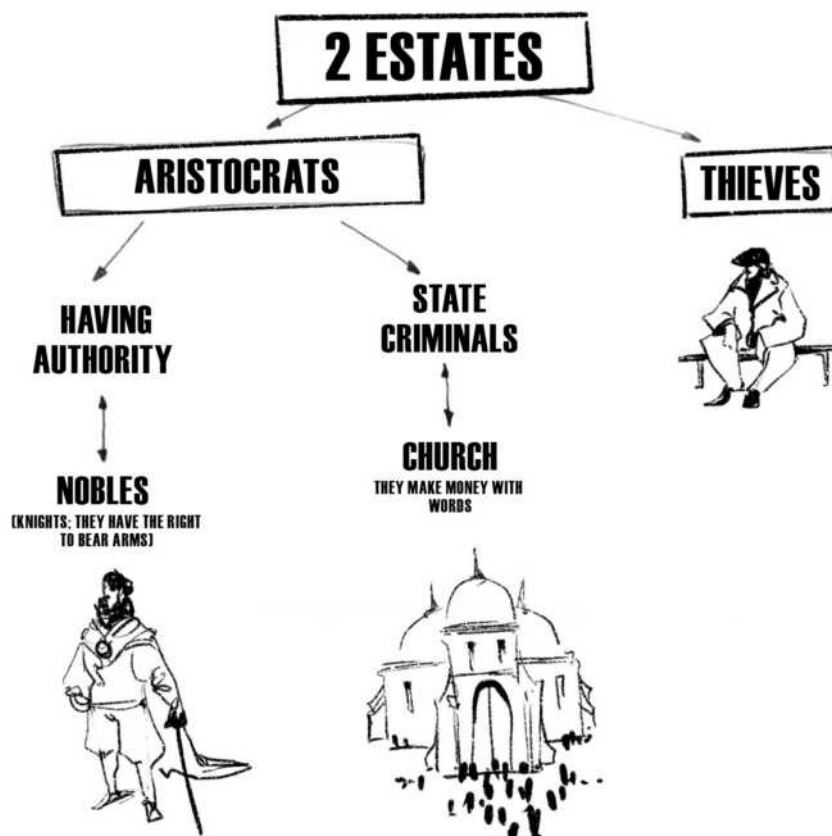 2 ESTATES
ARISTOCRATS
THIEVES
HAVING
AUTHORITY
STATE
CRIMINALS
NOBLES
(KNIGHTS; THEY HAVE THE RIGHT
TO BEAR ARMS)
CHURCH
THEY MAKE MONEY WITH
WORDS